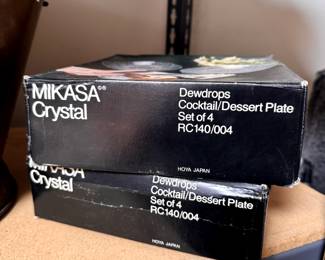 MIKASA®
Crystal
Dewdrops
Cocktail/Dessert Plate
Set of 4
RC140/004
HOYA JAPAN
MIKASA®
Crystal
Dewdrops
Cocktail/Dessert Plate
Set of 4
RC140/004
HOYA JAPAN